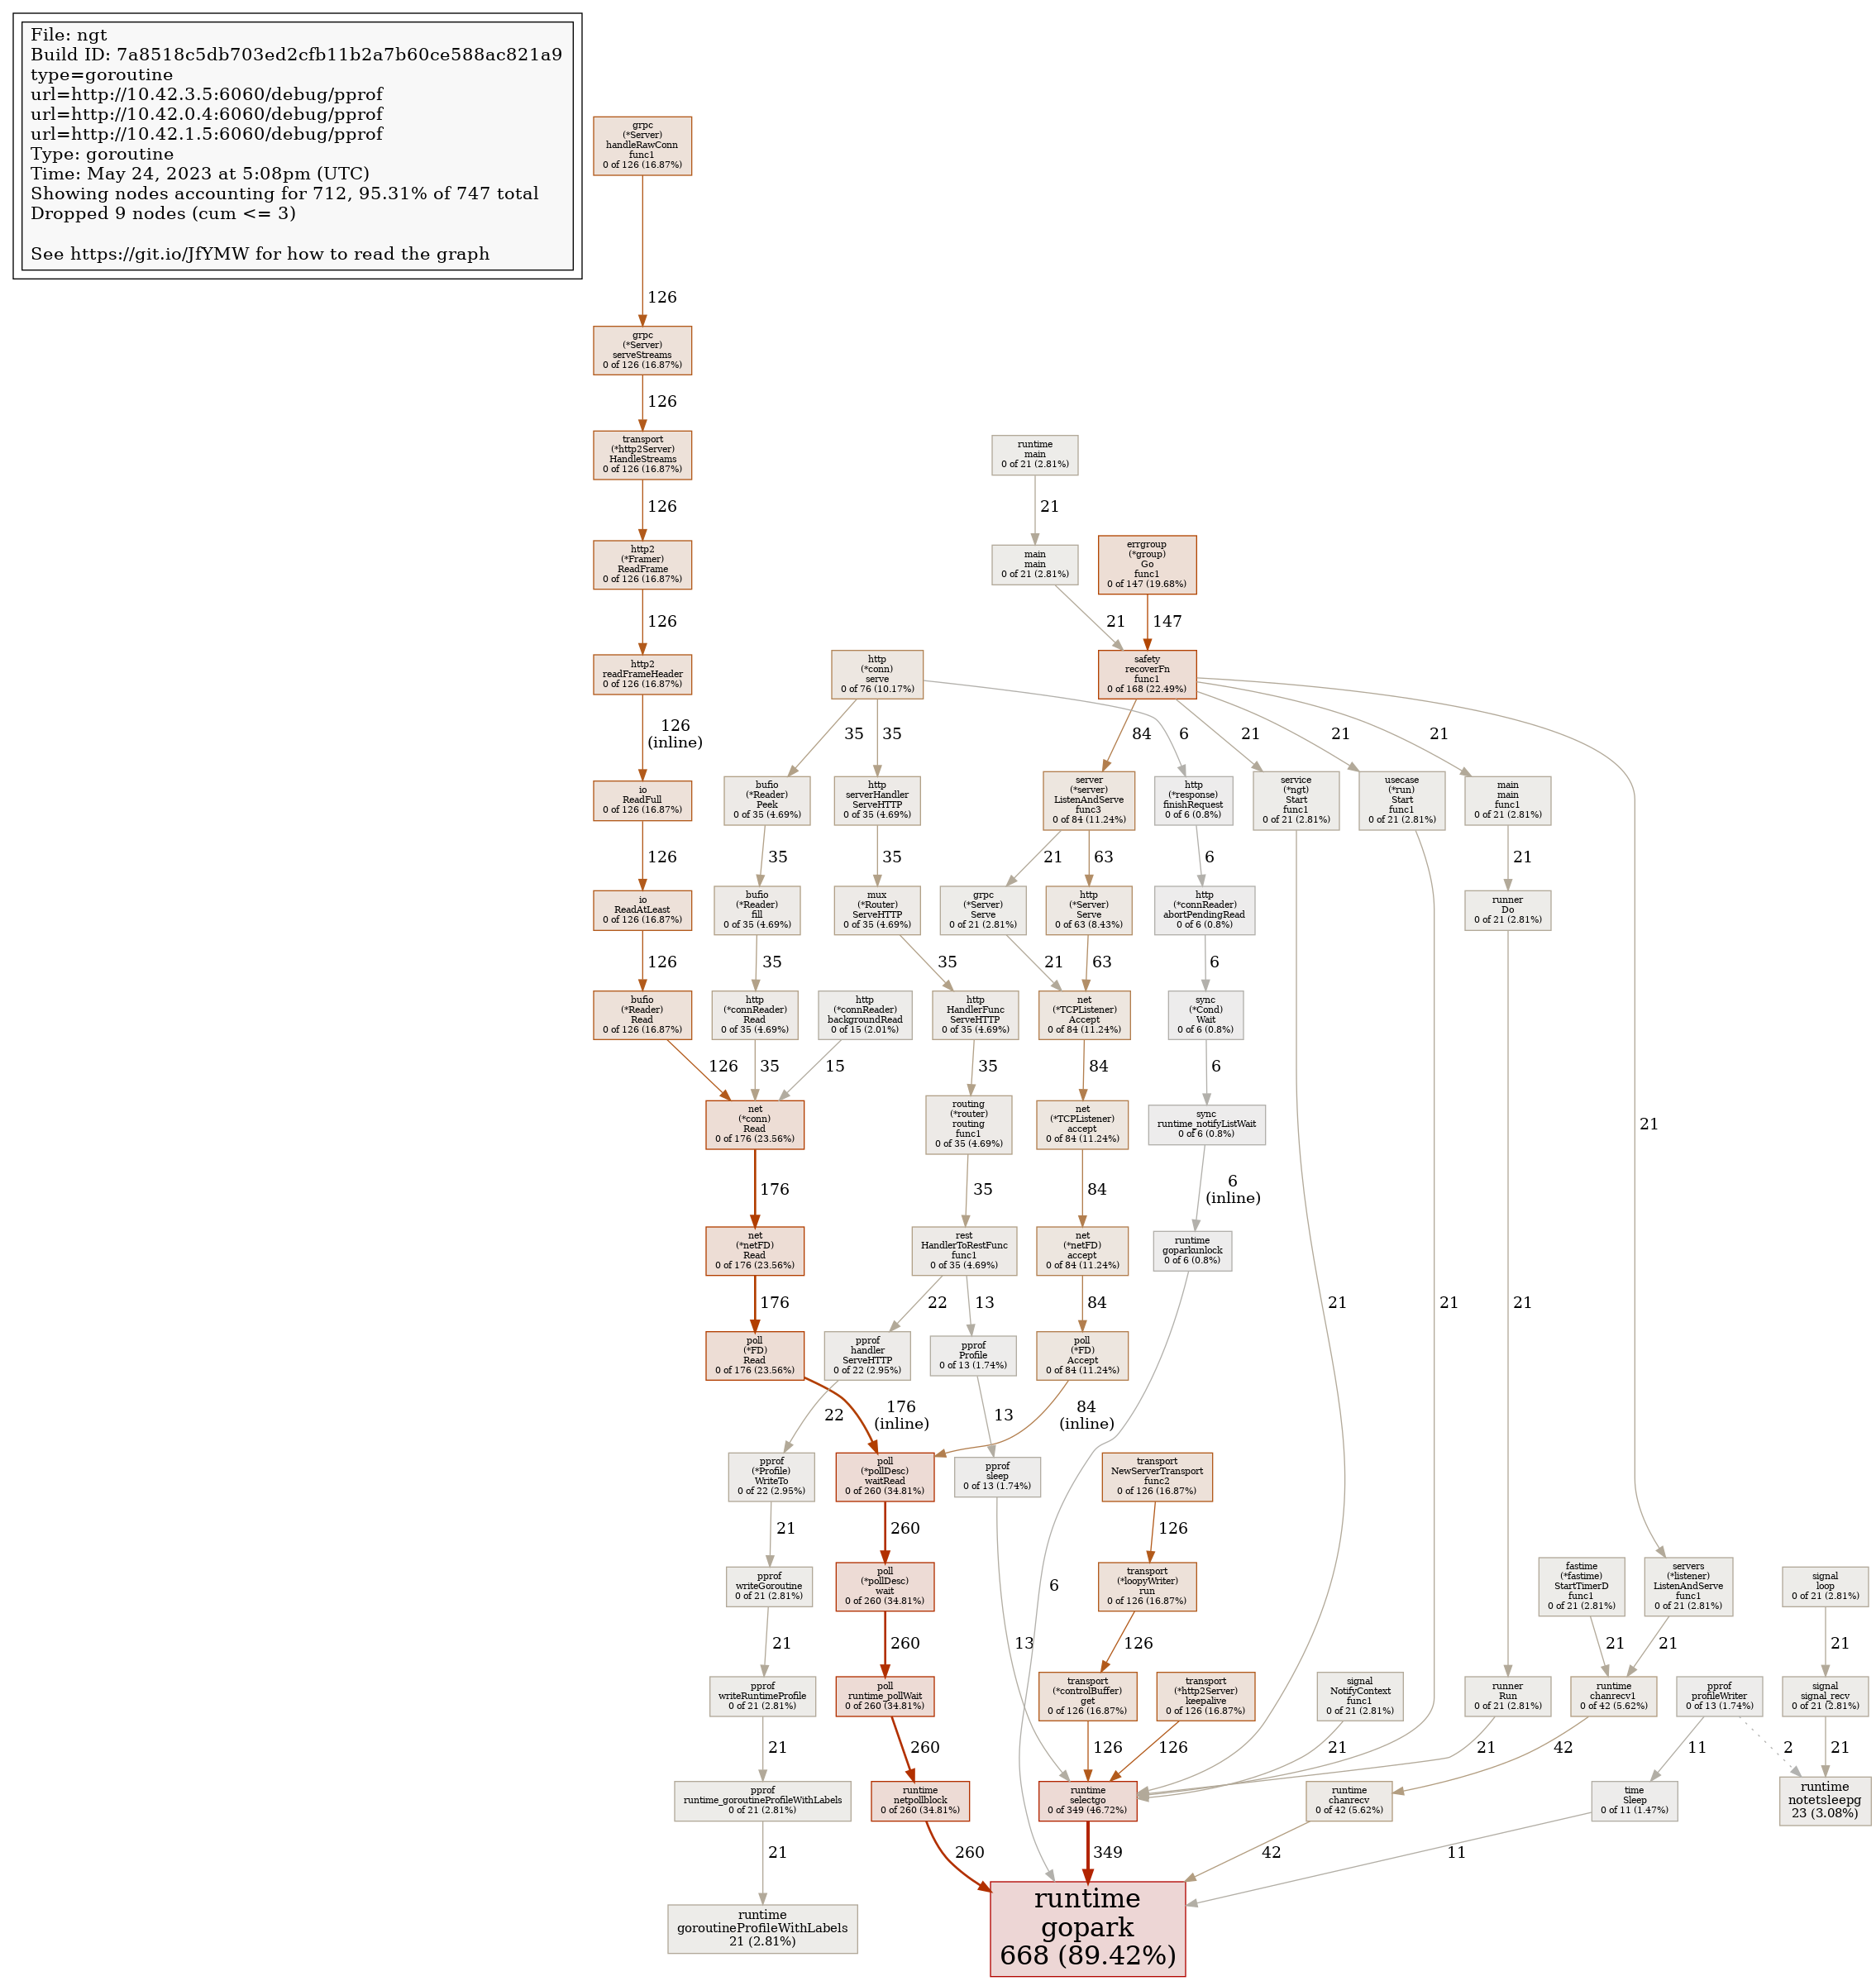 File: ngt
Build ID: 7a8518c5db703ed2cfb11b2a7b60ce588ac821a9
type=goroutine
url=http://10.42.3.5:6060/debug/pprof
url=http://10.42.0.4:6060/debug/pprof
url=http://10.42.1.5:6060/debug/pprof
Type: goroutine
Time: May 24, 2023 at 5:08pm (UTC)
Showing nodes accounting for 712, 95.31% of 747 total
Dropped 9 nodes (cum <= 3)
See https://git.io/JfYMW for how to read the graph
grpc
(*Server)
handleRawConn
func1
0 of 126 (16.87%)
126
grpc
(*Server)
serveStreams
0 of 126 (16.87%)
126
transport
(*http2Server)
HandleStreams
0 of 126 (16.87%)
126
http2
(*Framer)
ReadFrame
0 of 126 (16.87%)
126
http2
readFrameHeader
0 of 126 (16.87%)
126
(inline)
io
ReadFull
0 of 126 (16.87%)
126
io
ReadAtLeast
0 of 126 (16.87%)
126
bufio
(*Reader)
Read
0 of 126 (16.87%)
126
runtime
main
0 of 21 (2.81%)
21
main
main
0 of 21 (2.81%)
21
errgroup
(*group)
Go
func1
0 of 147 (19.68%)
147
safety
recoverFn
func1
0 of 168 (22.49%)
84
21
21
21
21
http
(*conn)
serve
0 of 76 (10.17%)
35
35
6
bufio
(*Reader)
Peek
0 of 35 (4.69%)
35
bufio
(*Reader)
fill
0 of 35 (4.69%)
35
http
(*connReader)
Read
0 of 35 (4.69%)
35
http
(*connReader)
backgroundRead
0 of 15 (2.01%)
15
net
(*conn)
Read
0 of 176 (23.56%)
176
net
(*netFD)
Read
0 of 176 (23.56%)
176
poll
(*FD)
Read
0 of 176 (23.56%)
176
(inline)
http
serverHandler
ServeHTTP
0 of 35 (4.69%)
35
mux
(*Router)
ServeHTTP
0 of 35 (4.69%)
35
http
HandlerFunc
ServeHTTP
0 of 35 (4.69%)
35
routing
(*router)
routing
func1
0 of 35 (4.69%)
35
rest
HandlerToRestFunc
func1
0 of 35 (4.69%)
22
13
pprof
handler
ServeHTTP
0 of 22 (2.95%)
22
pprof
Profile
0 of 13 (1.74%)
13
pprof
sleep
0 of 13 (1.74%)
13
server
(*server)
ListenAndServe
func3
0 of 84 (11.24%)
21
63
grpc
(*Server)
Serve
0 of 21 (2.81%)
21
http
(*Server)
Serve
0 of 63 (8.43%)
63
net
(*TCPListener)
Accept
0 of 84 (11.24%)
84
net
(*TCPListener)
accept
0 of 84 (11.24%)
84
net
(*netFD)
accept
0 of 84 (11.24%)
84
poll
(*FD)
Accept
0 of 84 (11.24%)
84
(inline)
http
(*response)
finishRequest
0 of 6 (0.8%)
6
http
(*connReader)
abortPendingRead
0 of 6 (0.8%)
6
sync
(*Cond)
Wait
0 of 6 (0.8%)
6
sync
runtime_notifyListWait
0 of 6 (0.8%)
6
(inline)
runtime
goparkunlock
0 of 6 (0.8%)
6
service
(*ngt)
Start
func1
0 of 21 (2.81%)
21
usecase
(*run)
Start
func1
0 of 21 (2.81%)
21
main
main
func1
0 of 21 (2.81%)
21
runner
Do
0 of 21 (2.81%)
21
pprof
(*Profile)
WriteTo
0 of 22 (2.95%)
21
pprof
writeGoroutine
0 of 21 (2.81%)
21
pprof
writeRuntimeProfile
0 of 21 (2.81%)
21
pprof
runtime_goroutineProfileWithLabels
0 of 21 (2.81%)
21
runtime
goroutineProfileWithLabels
21 (2.81%)
poll
(*pollDesc)
waitRead
0 of 260 (34.81%)
260
poll
(*pollDesc)
wait
0 of 260 (34.81%)
260
poll
runtime_pollWait
0 of 260 (34.81%)
260
runtime
netpollblock
0 of 260 (34.81%)
260
transport
NewServerTransport
func2
0 of 126 (16.87%)
126
transport
(*loopyWriter)
run
0 of 126 (16.87%)
126
transport
(*controlBuffer)
get
0 of 126 (16.87%)
126
transport
(*http2Server)
keepalive
0 of 126 (16.87%)
126
signal
NotifyContext
func1
0 of 21 (2.81%)
21
runner
Run
0 of 21 (2.81%)
21
fastime
(*fastime)
StartTimerD
func1
0 of 21 (2.81%)
21
servers
(*listener)
ListenAndServe
func1
0 of 21 (2.81%)
21
signal
loop
0 of 21 (2.81%)
21
runtime
chanrecv1
0 of 42 (5.62%)
42
pprof
profileWriter
0 of 13 (1.74%)
11
2
signal
signal_recv
0 of 21 (2.81%)
21
runtime
selectgo
0 of 349 (46.72%)
349
runtime
chanrecv
0 of 42 (5.62%)
42
time
Sleep
0 of 11 (1.47%)
11
runtime
notetsleepg
23 (3.08%)
runtime
gopark
668 (89.42%)